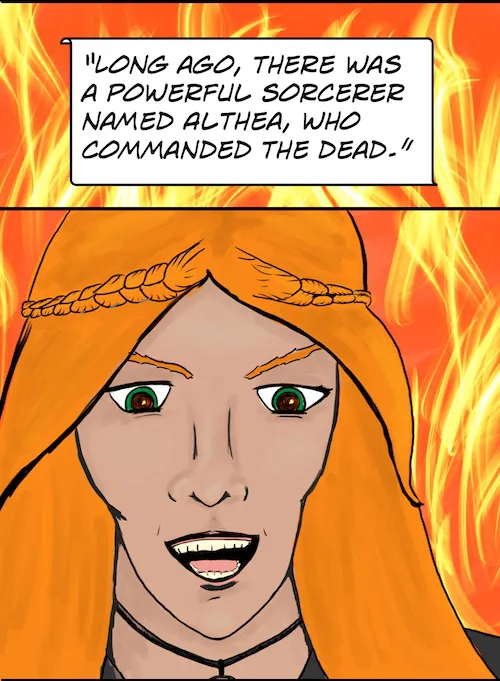 "LONG AGO, THERE WAS
A POWERFUL SORCERER
NAMED ALTHEA, WHO
COMMANDED THE DEAD."